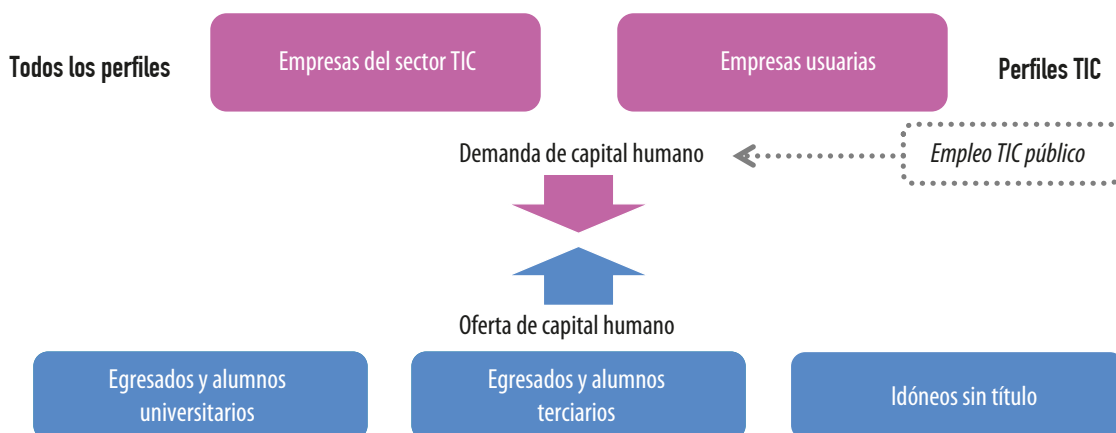 Todos los perfiles
Empresas del sector TIC
Empresas usuarias
Perfiles TIC
Demanda de capital humano
Empleo TIC público
Oferta de capital humano
Egresados y alumnos
universitarios
Egresados y alumnos
terciarios
Idóneos sin título